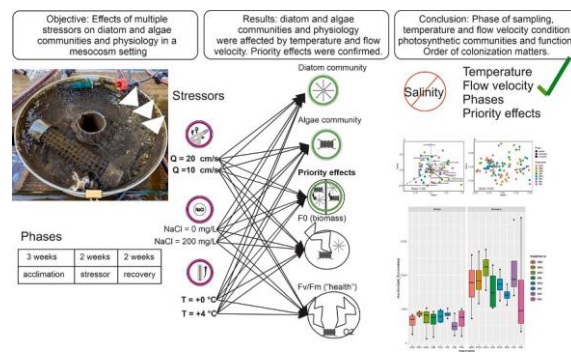 Objective: Effects of multiple
stressors on diatom and algae
communities and physiology in a
mesocosm setting
Results: diatom and algae
communities and physiology
were affected by temperature and flow
velocity. Priority effects were confirmed.
Conclusion: Phase of sampling,
temperature and flow velocity condition
photosynthetic communities and function
Order of colonization matters.
Stressors
Q = 20 cm/s
Q = 10 cm/s
NaCl
NaCl = 0 mg/L
NaCl = 200 mg/L
T = +0 °C
T = +4 °C
Phases
3 weeks
2 weeks
2 weeks
acclimation
stressor
recovery
Diatom community
Algae community
Priority effects
F0 (biomass)
Fv/Fm ("health")
O2
Salinity
Temperature
Flow velocity
Phases
Priority effects